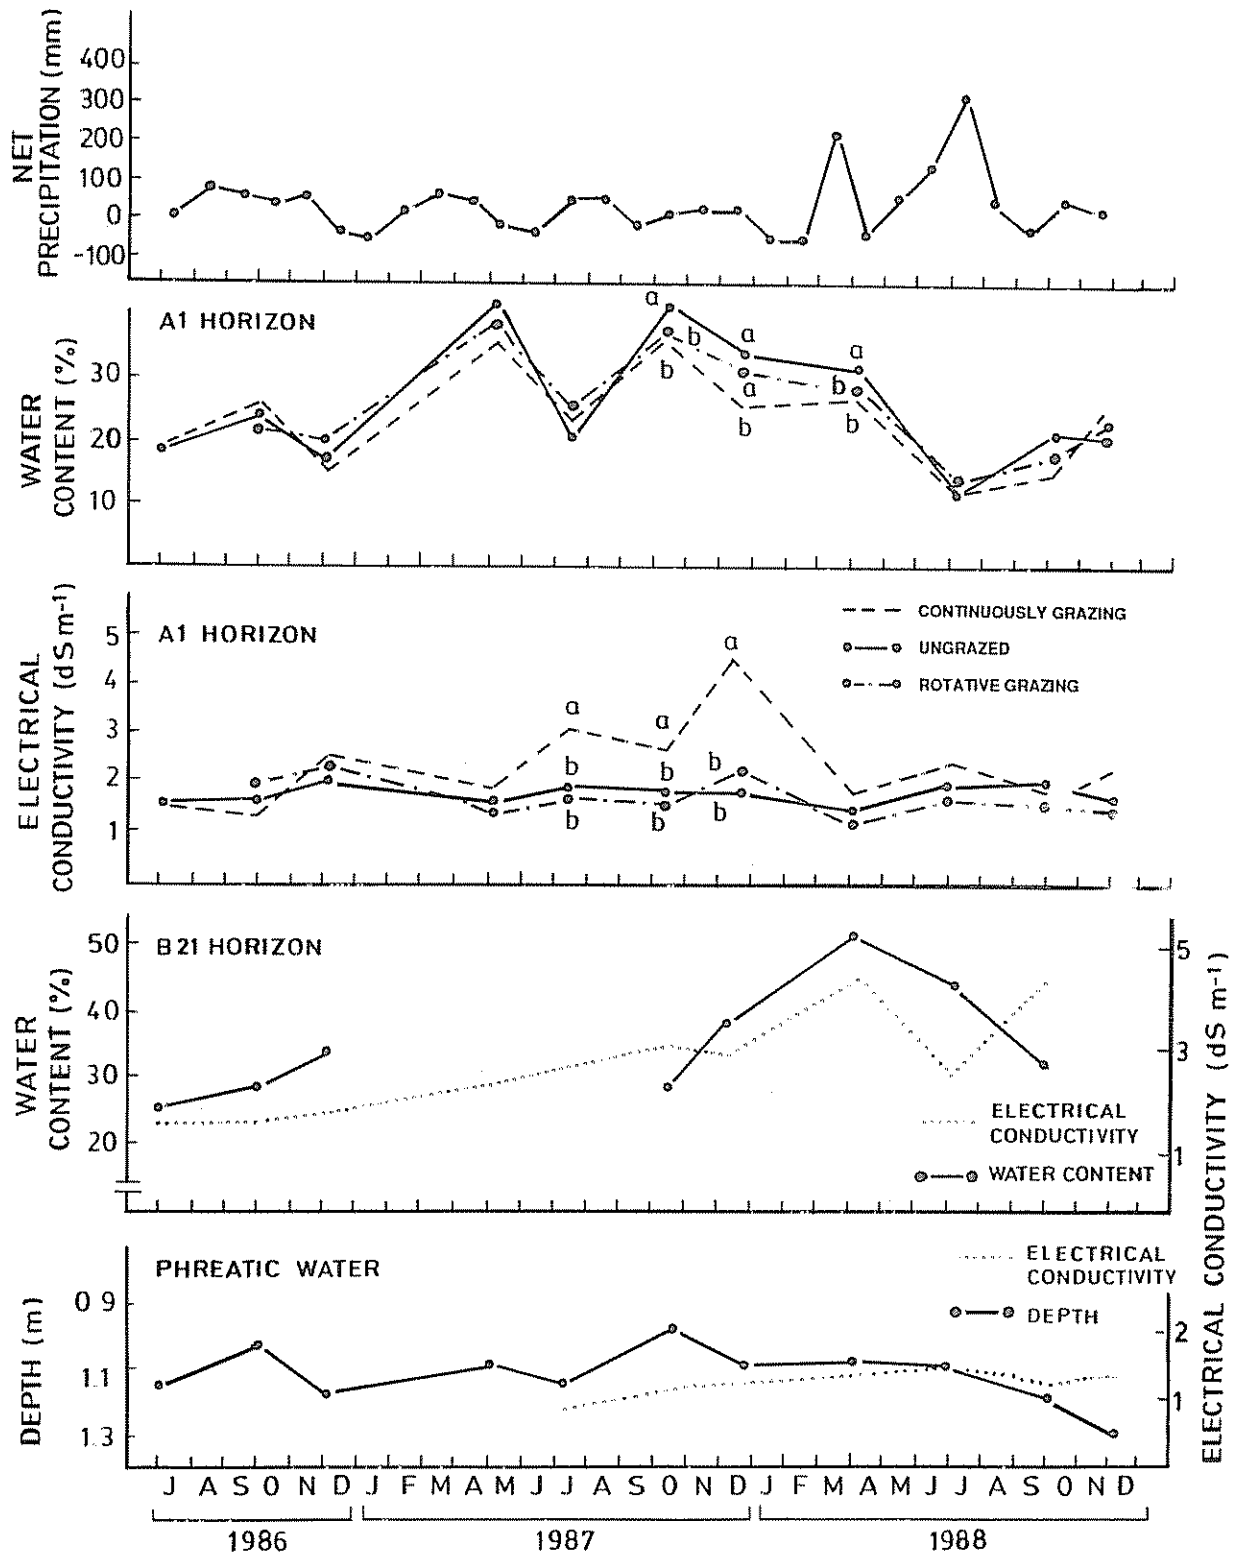 NET
PRECIPITATION (mm)
400
300
200
100
0
-100
A1 HORIZON
WATER
CONTENT (%)
30
20
10
a
b
b
a
a
b
a
b
b
A1 HORIZON
ELECTRICAL
CONDUCTIVITY (dS m-1)
5
4
3
2
1
CONTINUOUSLY GRAZING
UNGRAZED
ROTATIVE GRAZING
a
b
b
a
b
b
a
b
b
B21 HORIZON
WATER
CONTENT (%)
50
40
30
20
5
3
1
ELECTRICAL
CONDUCTIVITY
WATER CONTENT
ELECTRICAL CONDUCTIVITY (dS m-1)
PHREATIC WATER
DEPTH (m)
0 9
1.1
1.3
2
1
ELECTRICAL
CONDUCTIVITY
DEPTH
J A S O N D J F M A M J J A S O N D J F M A M J J A S O N D
1986 1987 1988